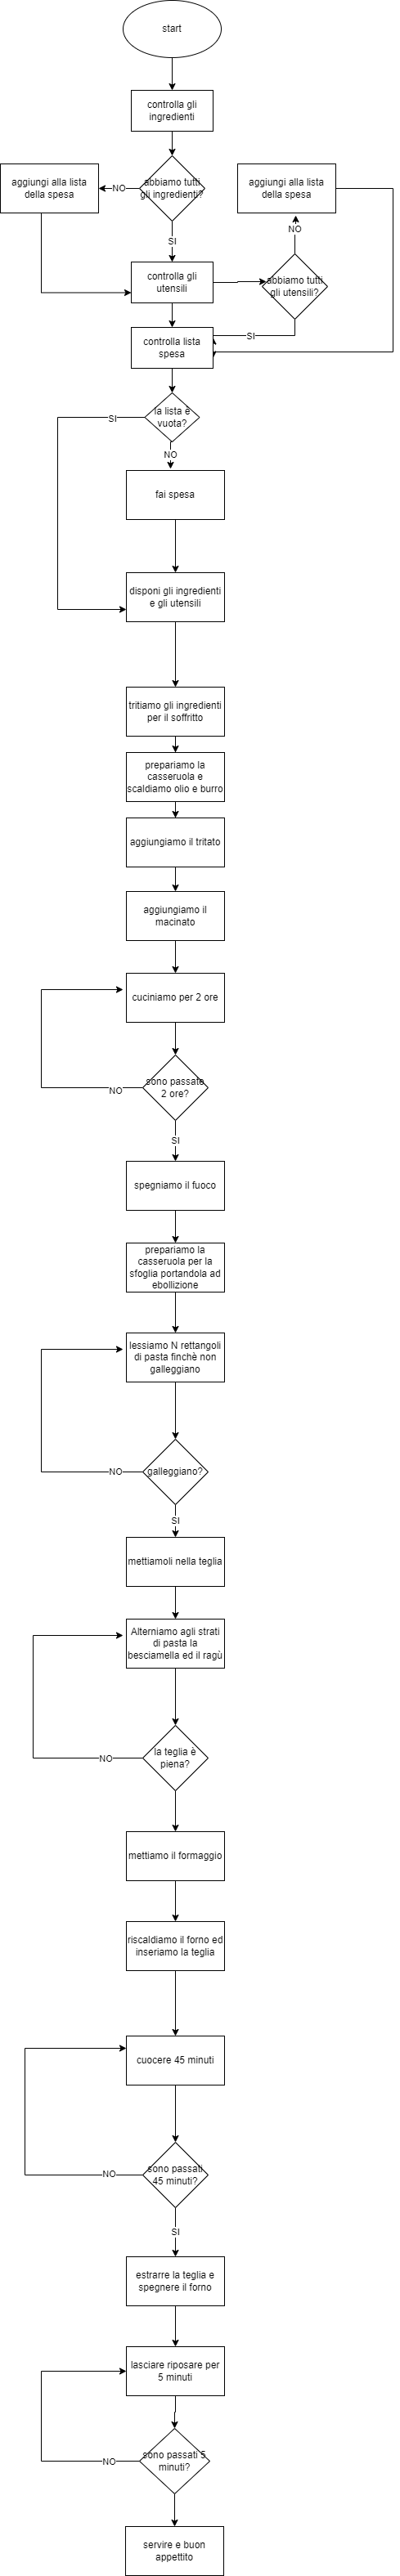 start
controlla gli
ingredienti
abbiamo tutti
gli ingredienti?
NO
aggiungi alla lista
della spesa
aggiungi alla lista
della spesa
NO
SI
controlla gli
utensili
abbiamo tutti
gli utensili?
SI
controlla lista
spesa
la lista è
vuota?
SI
NO
fai spesa
disponi gli ingredienti
e gli utensili
tritiamo gli ingredienti
per il soffritto
prepariamo la
casseruola e
scaldiamo olio e burro
aggiungiamo il tritato
aggiungiamo il
macinato
cuciniamo per 2 ore
sono passate
2 ore?
NO
SI
spegniamo il fuoco
prepariamo la
casseruola per la
sfoglia portandola ad
ebollizione
lessiamo N rettangoli
di pasta finchè non
galleggiano
galleggiano?
NO
SI
mettiamoli nella teglia
Alterniamo agli strati
di pasta la
besciamella ed il ragù
la teglia è
piena?
NO
mettiamo il formaggio
riscaldiamo il forno ed
inseriamo la teglia
cuocere 45 minuti
sono passati
45 minuti?
NO
SI
estrarre la teglia e
spegnere il forno
lasciare riposare per
5 minuti
sono passati 5
minuti?
NO
servire e buon
appettito